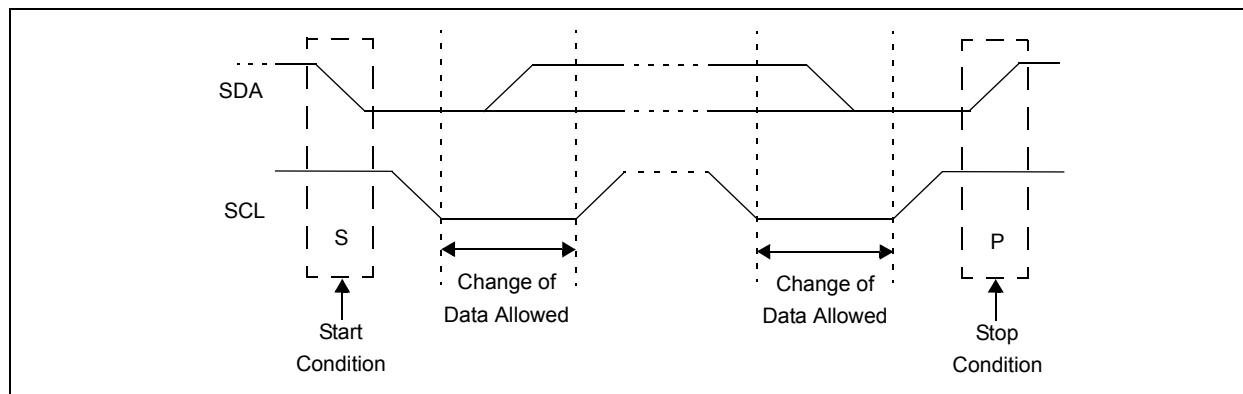 SDA
SCL
S
P
Change of
Data Allowed
Change of
Data Allowed
Start
Condition
Stop
Condition